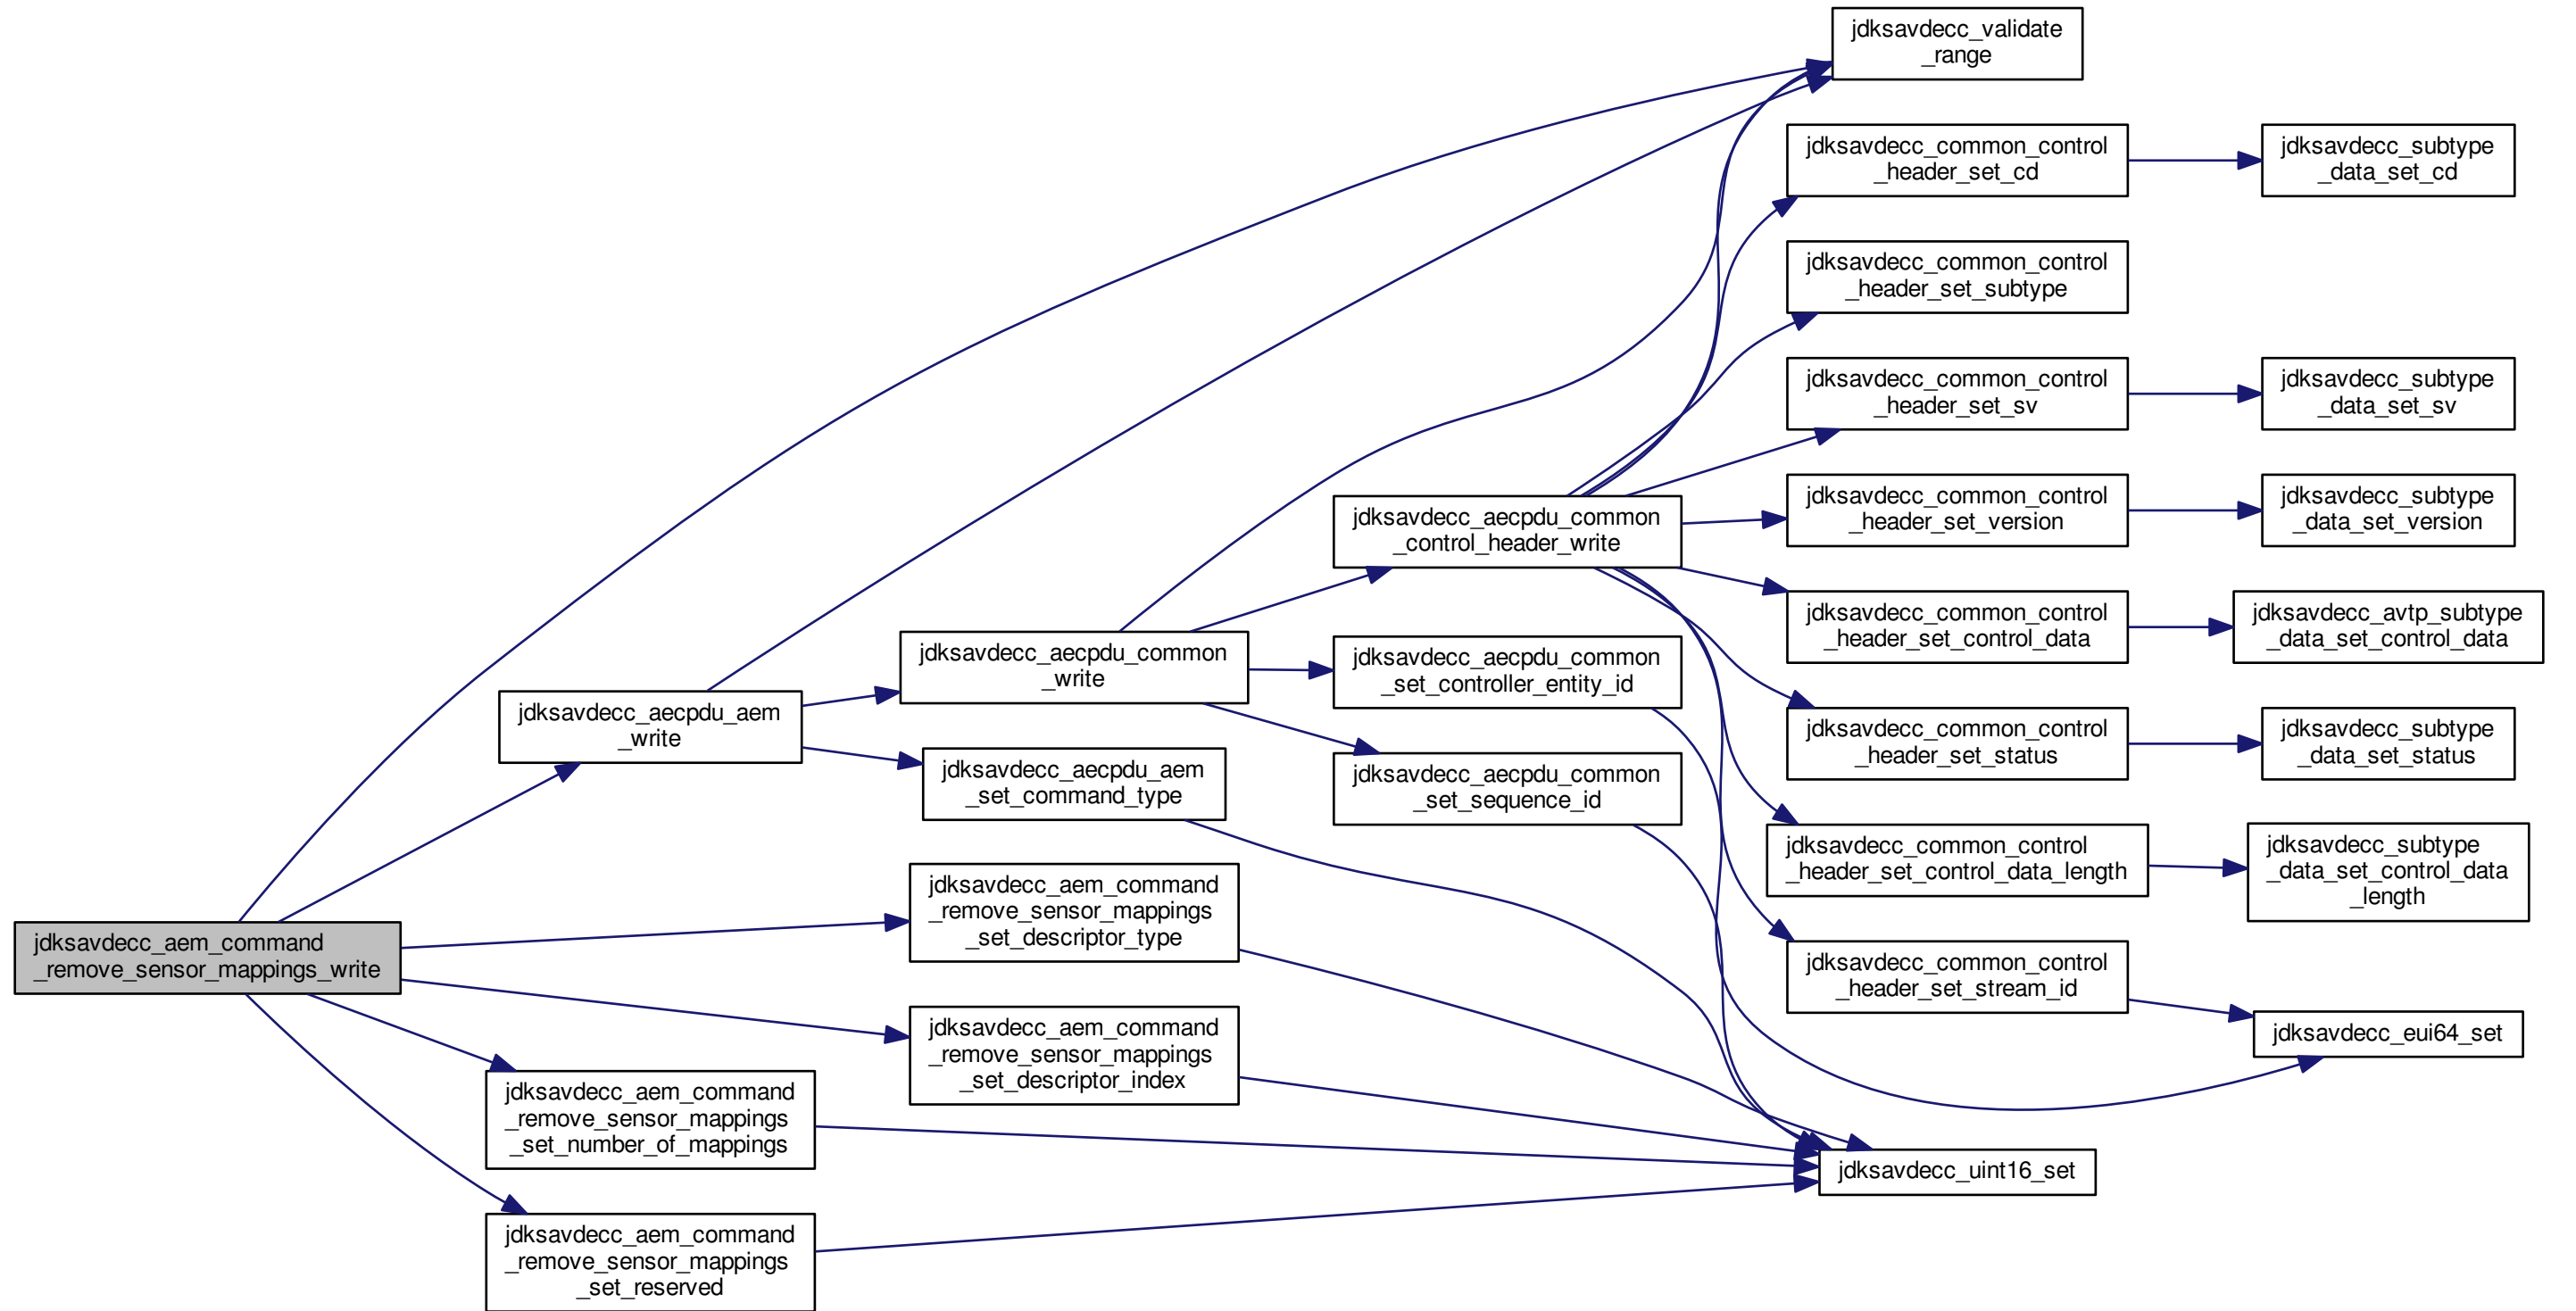 jdksavdecc_validate
_range
jdksavdecc_common_control
_header_set_cd
jdksavdecc_subtype
_data_set_cd
jdksavdecc_common_control
_header_set_subtype
jdksavdecc_common_control
_header_set_sv
jdksavdecc_subtype
_data_set_sv
jdksavdecc_aecpdu_common
_control_header_write
jdksavdecc_common_control
_header_set_version
jdksavdecc_subtype
_data_set_version
jdksavdecc_common_control
_header_set_control_data
jdksavdecc_avtp_subtype
_data_set_control_data
jdksavdecc_aecpdu_common
_write
jdksavdecc_aecpdu_common
_set_controller_entity_id
jdksavdecc_aecpdu_aem
_write
jdksavdecc_common_control
_header_set_status
jdksavdecc_subtype
_data_set_status
jdksavdecc_aecpdu_aem
_set_command_type
jdksavdecc_aecpdu_common
_set_sequence_id
jdksavdecc_common_control
_header_set_control_data_length
jdksavdecc_subtype
_data_set_control_data
_length
jdksavdecc_aem_command
_remove_sensor_mappings
_set_descriptor_type
jdksavdecc_aem_command
_remove_sensor_mappings_write
jdksavdecc_common_control
_header_set_stream_id
jdksavdecc_eui64_set
jdksavdecc_aem_command
_remove_sensor_mappings
_set_descriptor_index
jdksavdecc_aem_command
_remove_sensor_mappings
_set_number_of_mappings
jdksavdecc_uint16_set
jdksavdecc_aem_command
_remove_sensor_mappings
_set_reserved